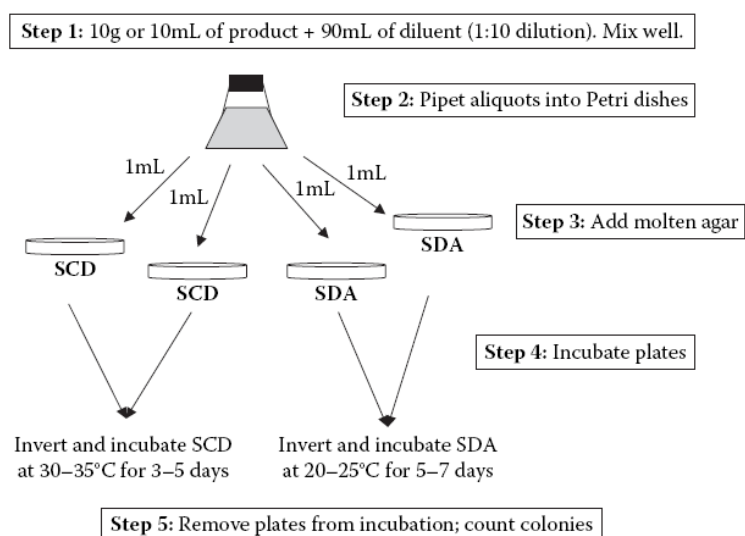 Step 1: 10g or 10mL of product + 90mL of diluent (1:10 dilution). Mix well.
Step 2: Pipet aliquots into Petri dishes
1mL
1mL
1mL
1mL
Step 3: Add molten agar
SCD
SCD
SDA
SDA
Step 4: Incubate plates
Invert and incubate SCD
at 30–35°C for 3–5 days
Invert and incubate SDA
at 20–25°C for 5–7 days
Step 5: Remove plates from incubation; count colonies